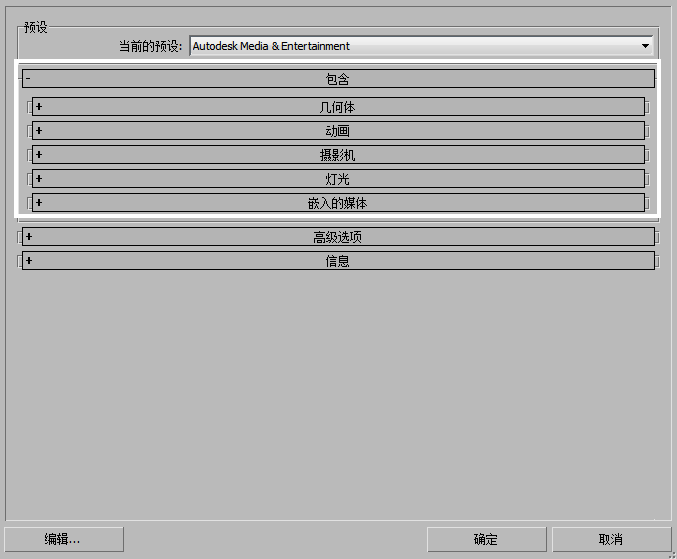 预设
当前的预设: Autodesk Media & Entertainment
- 包含
+ 几何体
+ 动画
+ 摄影机
+ 灯光
+ 嵌入的媒体
+ 高级选项
+ 信息
编辑... 确定 取消